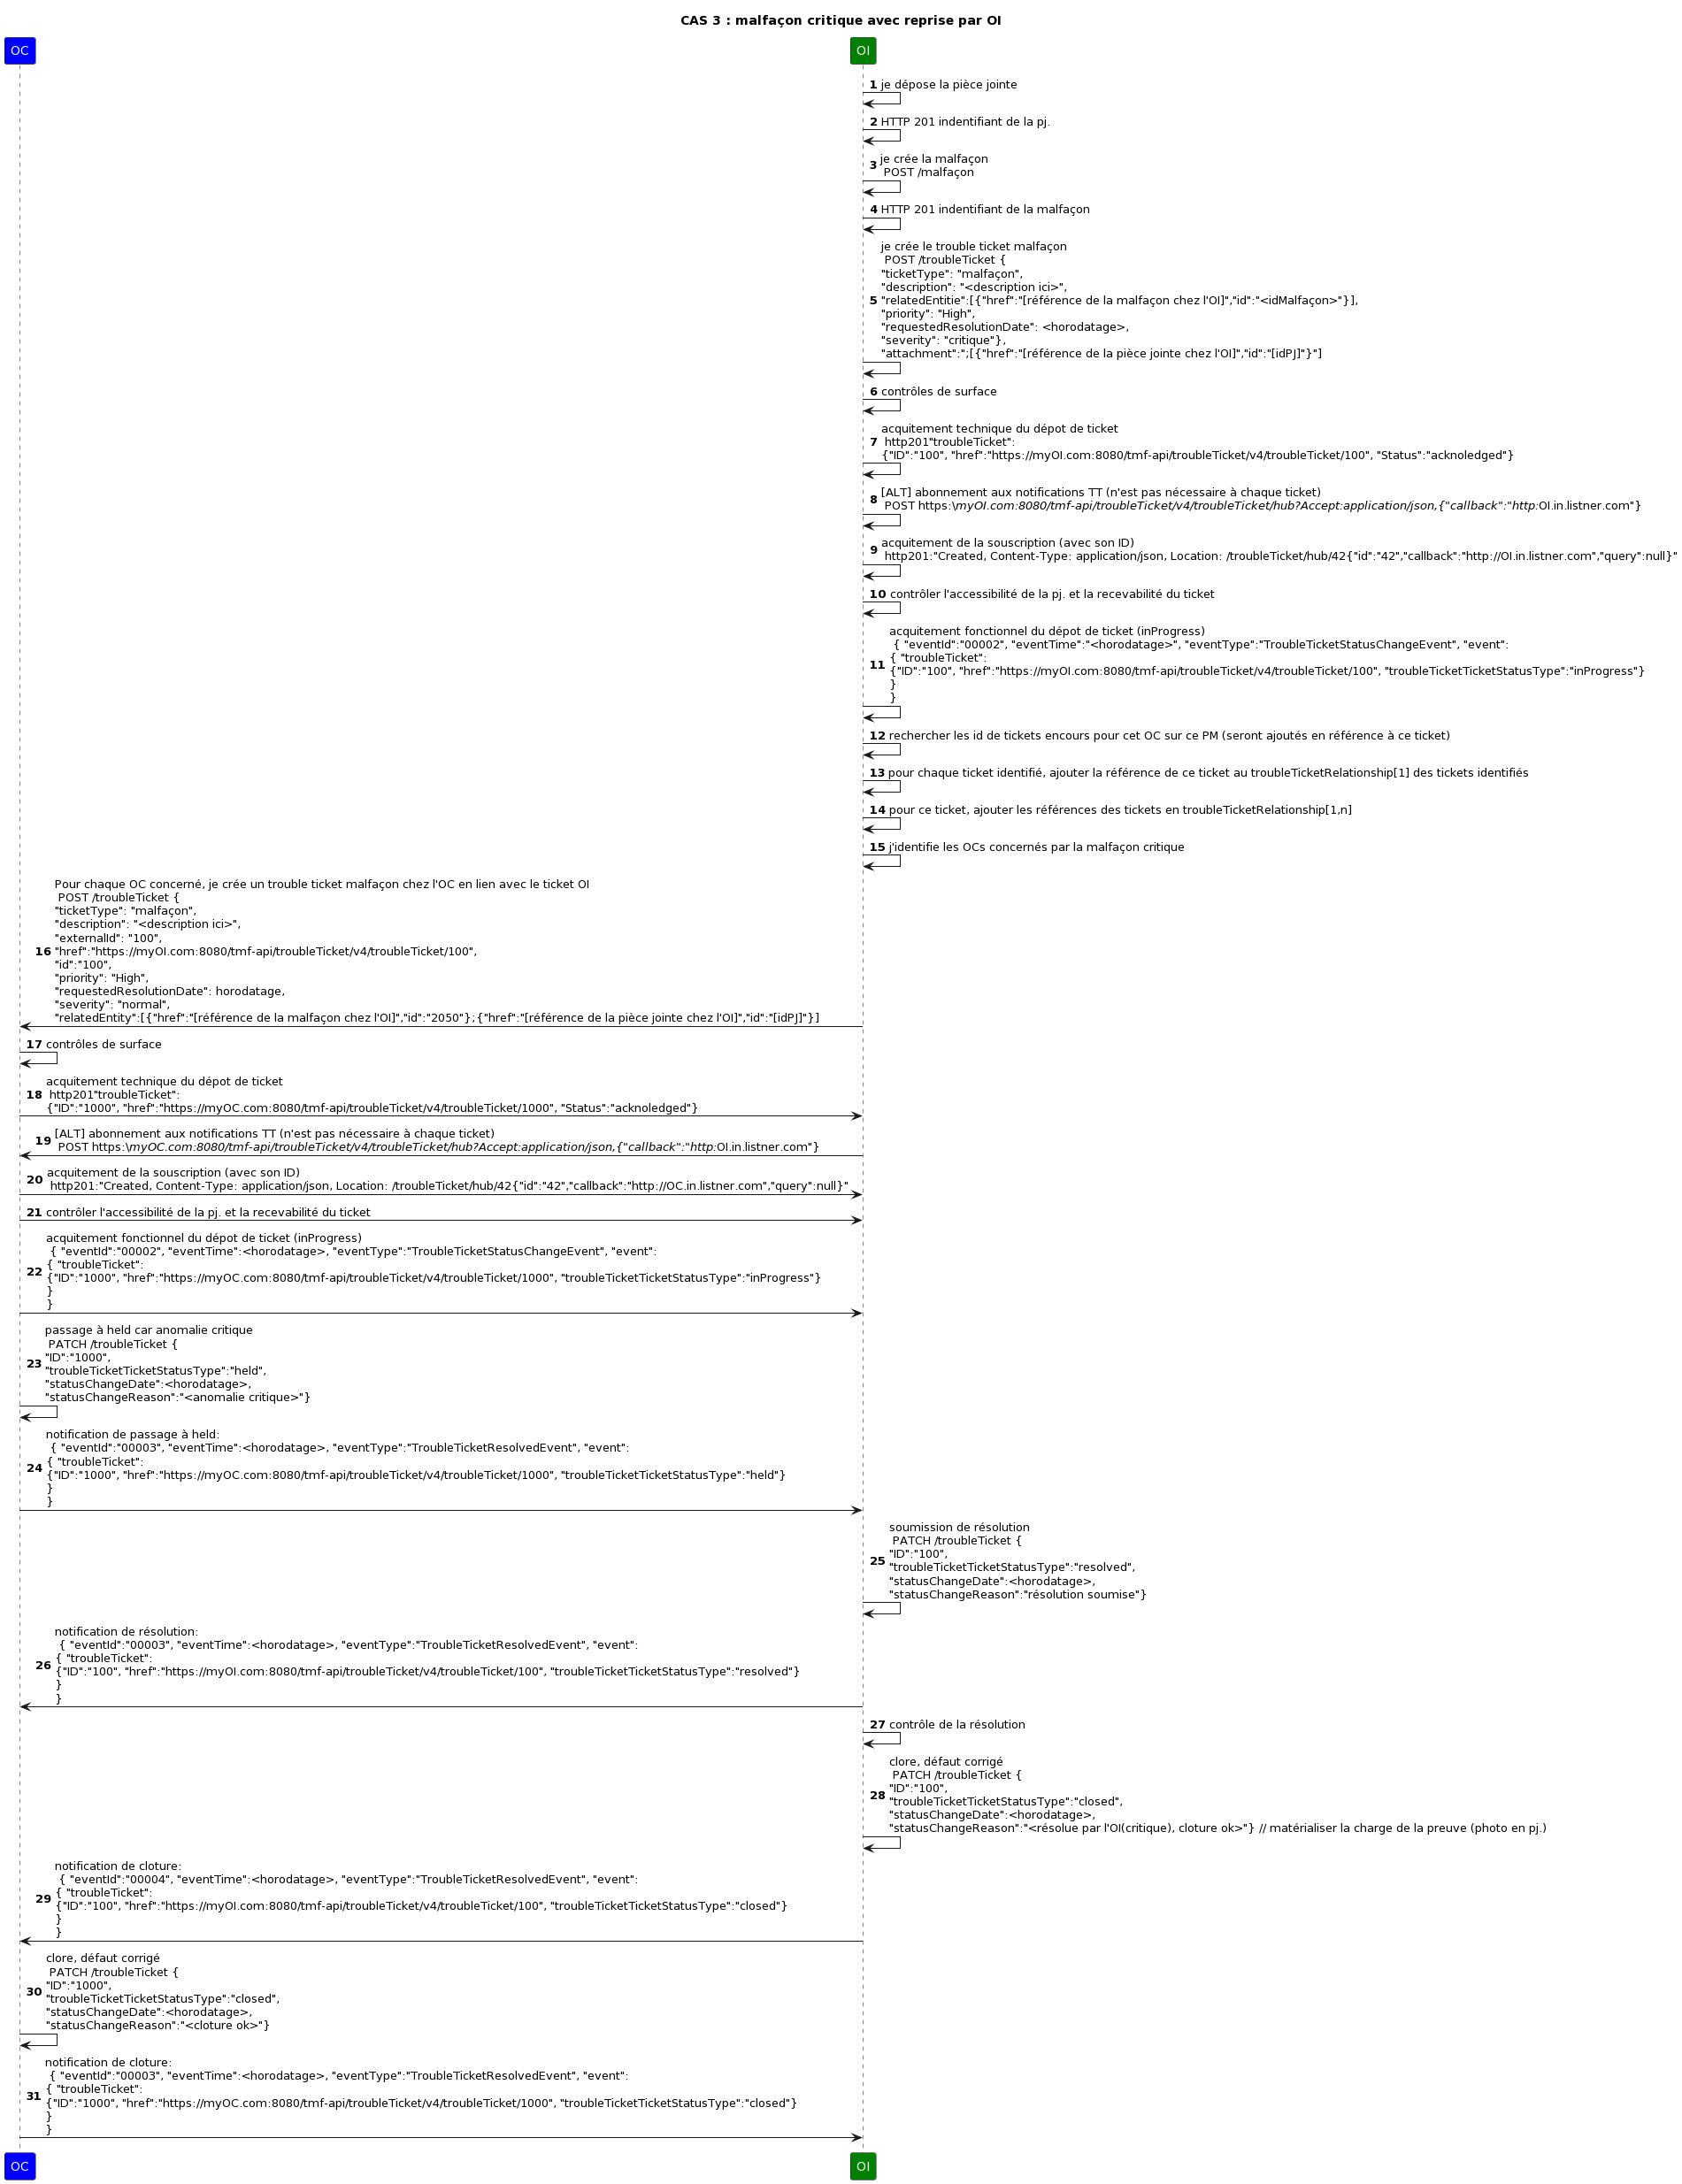 CAS 3 : malfaçon critique avec reprise par OI
OC
OI
1 je dépose la pièce jointe
2 HTTP 201 indentifiant de la pj.
3 je crée la malfaçon
POST /malfaçon
4 HTTP 201 indentifiant de la malfaçon
je crée le trouble ticket malfaçon
POST /troubleTicket {
"ticketType": "malfaçon",
"description": "<description ici>",
5 "relatedEntitie":[{"href":"[référence de la malfaçon chez l'OI]","id":"<idMalfaçon>"}],
"priority": "High",
"requestedResolutionDate": <horodatage>,
"severity": "critique"},
"attachment":";[{"href":"[référence de la pièce jointe chez l'OI]","id":"[idPJ]"}"]
6 contrôles de surface
acquitement technique du dépot de ticket
7 http201"troubleTicket":
{"ID":"100", "href":"https://myOI.com:8080/tmf-api/troubleTicket/v4/troubleTicket/100", "Status":"acknoledged"}
8 [ALT] abonnement aux notifications TT (n'est pas nécessaire à chaque ticket)
POST https:\myOI.com:8080/tmf-api/troubleTicket/v4/troubleTicket/hub?Accept:application/json,{"callback":"http:OI.in.listner.com"}
9 acquitement de la souscription (avec son ID)
http201:"Created, Content-Type: application/json, Location: /troubleTicket/hub/42{"id":"42","callback":"http://OI.in.listner.com","query":null}"
10 contrôler l'accessibilité de la pj. et la recevabilité du ticket
acquitement fonctionnel du dépot de ticket (inProgress)
{ "eventId":"00002", "eventTime":"<horodatage>", "eventType":"TroubleTicketStatusChangeEvent", "event":
11 { "troubleTicket":
{"ID":"100", "href":"https://myOI.com:8080/tmf-api/troubleTicket/v4/troubleTicket/100", "troubleTicketTicketStatusType":"inProgress"}
}
}
12 rechercher les id de tickets encours pour cet OC sur ce PM (seront ajoutés en référence à ce ticket)
13 pour chaque ticket identifié, ajouter la référence de ce ticket au troubleTicketRelationship[1] des tickets identifiés
14 pour ce ticket, ajouter les références des tickets en troubleTicketRelationship[1,n]
15 j'identifie les OCs concernés par la malfaçon critique
Pour chaque OC concerné, je crée un trouble ticket malfaçon chez l'OC en lien avec le ticket OI
POST /troubleTicket {
"ticketType": "malfaçon",
"description": "<description ici>",
"externalId": "100",
16 "href":"https://myOI.com:8080/tmf-api/troubleTicket/v4/troubleTicket/100",
"id":"100",
"priority": "High",
"requestedResolutionDate": horodatage,
"severity": "normal",
"relatedEntity":[{"href":"[référence de la malfaçon chez l'OI]","id":"2050"};{"href":"[référence de la pièce jointe chez l'OI]","id":"[idPJ]"}]
17 contrôles de surface
acquitement technique du dépot de ticket
18 http201"troubleTicket":
{"ID":"1000", "href":"https://myOC.com:8080/tmf-api/troubleTicket/v4/troubleTicket/1000", "Status":"acknoledged"}
19 [ALT] abonnement aux notifications TT (n'est pas nécessaire à chaque ticket)
POST https:\myOC.com:8080/tmf-api/troubleTicket/v4/troubleTicket/hub?Accept:application/json,{"callback":"http:OI.in.listner.com"}
20 acquitement de la souscription (avec son ID)
http201:"Created, Content-Type: application/json, Location: /troubleTicket/hub/42{"id":"42","callback":"http://OC.in.listner.com","query":null}"
21 contrôler l'accessibilité de la pj. et la recevabilité du ticket
acquitement fonctionnel du dépot de ticket (inProgress)
{ "eventId":"00002", "eventTime":<horodatage>, "eventType":"TroubleTicketStatusChangeEvent", "event":
22 { "troubleTicket":
{"ID":"1000", "href":"https://myOC.com:8080/tmf-api/troubleTicket/v4/troubleTicket/1000", "troubleTicketTicketStatusType":"inProgress"}
}
}
passage à held car anomalie critique
PATCH /troubleTicket {
23 "ID":"1000",
"troubleTicketTicketStatusType":"held",
"statusChangeDate":<horodatage>,
"statusChangeReason":"<anomalie critique>"}
notification de passage à held:
{ "eventId":"00003", "eventTime":<horodatage>, "eventType":"TroubleTicketResolvedEvent", "event":
24 { "troubleTicket":
{"ID":"1000", "href":"https://myOC.com:8080/tmf-api/troubleTicket/v4/troubleTicket/1000", "troubleTicketTicketStatusType":"held"}
}
}
soumission de résolution
PATCH /troubleTicket {
25 "ID":"100",
"troubleTicketTicketStatusType":"resolved",
"statusChangeDate":<horodatage>,
"statusChangeReason":"résolution soumise"}
notification de résolution:
{ "eventId":"00003", "eventTime":<horodatage>, "eventType":"TroubleTicketResolvedEvent", "event":
26 { "troubleTicket":
{"ID":"100", "href":"https://myOI.com:8080/tmf-api/troubleTicket/v4/troubleTicket/100", "troubleTicketTicketStatusType":"resolved"}
}
}
27 contrôle de la résolution
clore, défaut corrigé
PATCH /troubleTicket {
28 "ID":"100",
"troubleTicketTicketStatusType":"closed",
"statusChangeDate":<horodatage>,
"statusChangeReason":"<résolue par l'OI(critique), cloture ok>"} // matérialiser la charge de la preuve (photo en pj.)
notification de cloture:
{ "eventId":"00004", "eventTime":<horodatage>, "eventType":"TroubleTicketResolvedEvent", "event":
29 { "troubleTicket":
{"ID":"100", "href":"https://myOI.com:8080/tmf-api/troubleTicket/v4/troubleTicket/100", "troubleTicketTicketStatusType":"closed"}
}
}
clore, défaut corrigé
PATCH /troubleTicket {
30 "ID":"1000",
"troubleTicketTicketStatusType":"closed",
"statusChangeDate":<horodatage>,
"statusChangeReason":"<cloture ok>"}
notification de cloture:
{ "eventId":"00003", "eventTime":<horodatage>, "eventType":"TroubleTicketResolvedEvent", "event":
31 { "troubleTicket":
{"ID":"1000", "href":"https://myOC.com:8080/tmf-api/troubleTicket/v4/troubleTicket/1000", "troubleTicketTicketStatusType":"closed"}
}
}
OC
OI